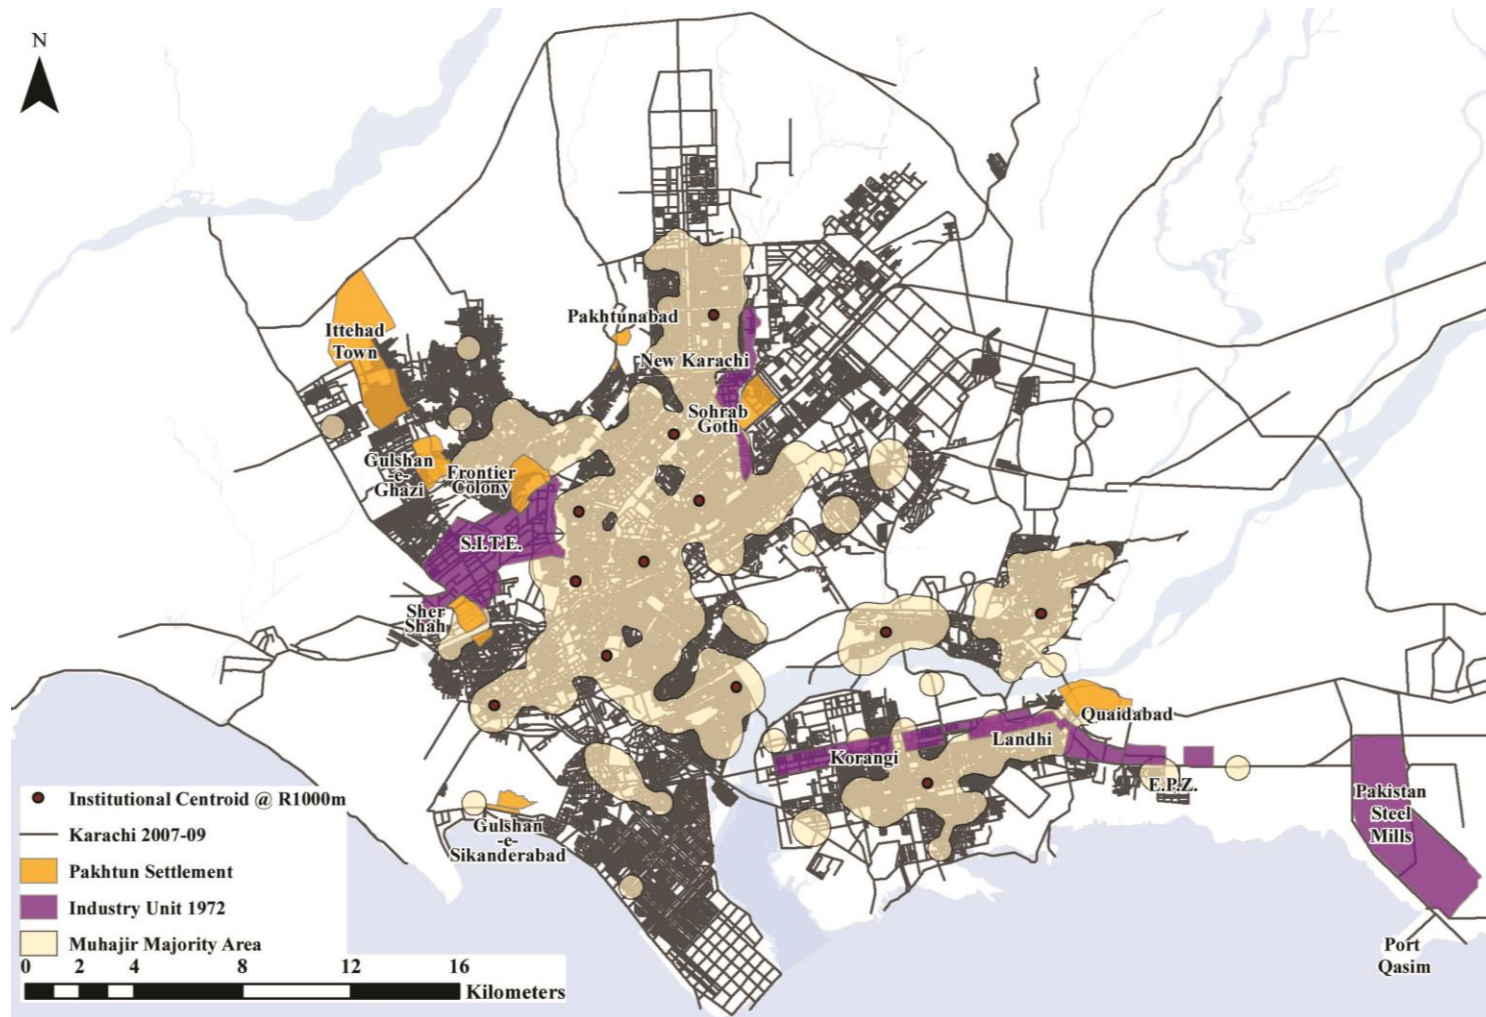 N
Pakhtunabad
Ittehad
Town
New Karachi
Sohrab
Goth
Gulshan
-e-
Ghazi
Frontier
Colony
S.I.T.E.
Sher
Shah
Quaidabad
Landhi
Korangi
E.P.Z.
Pakistan
Steel
Mills
Gulshan
-e-
Sikanderabad
Port
Qasim
Institutional Centroid @ R1000m
Karachi 2007-09
Pakhtun Settlement
Industry Unit 1972
Muhajir Majority Area
0 2 4 8 12 16
Kilometers